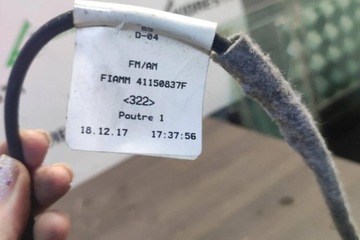 D-04
FM/AM
FIAMM 41150837F
<322>
Poutre 1
18.12.17 17:37:56